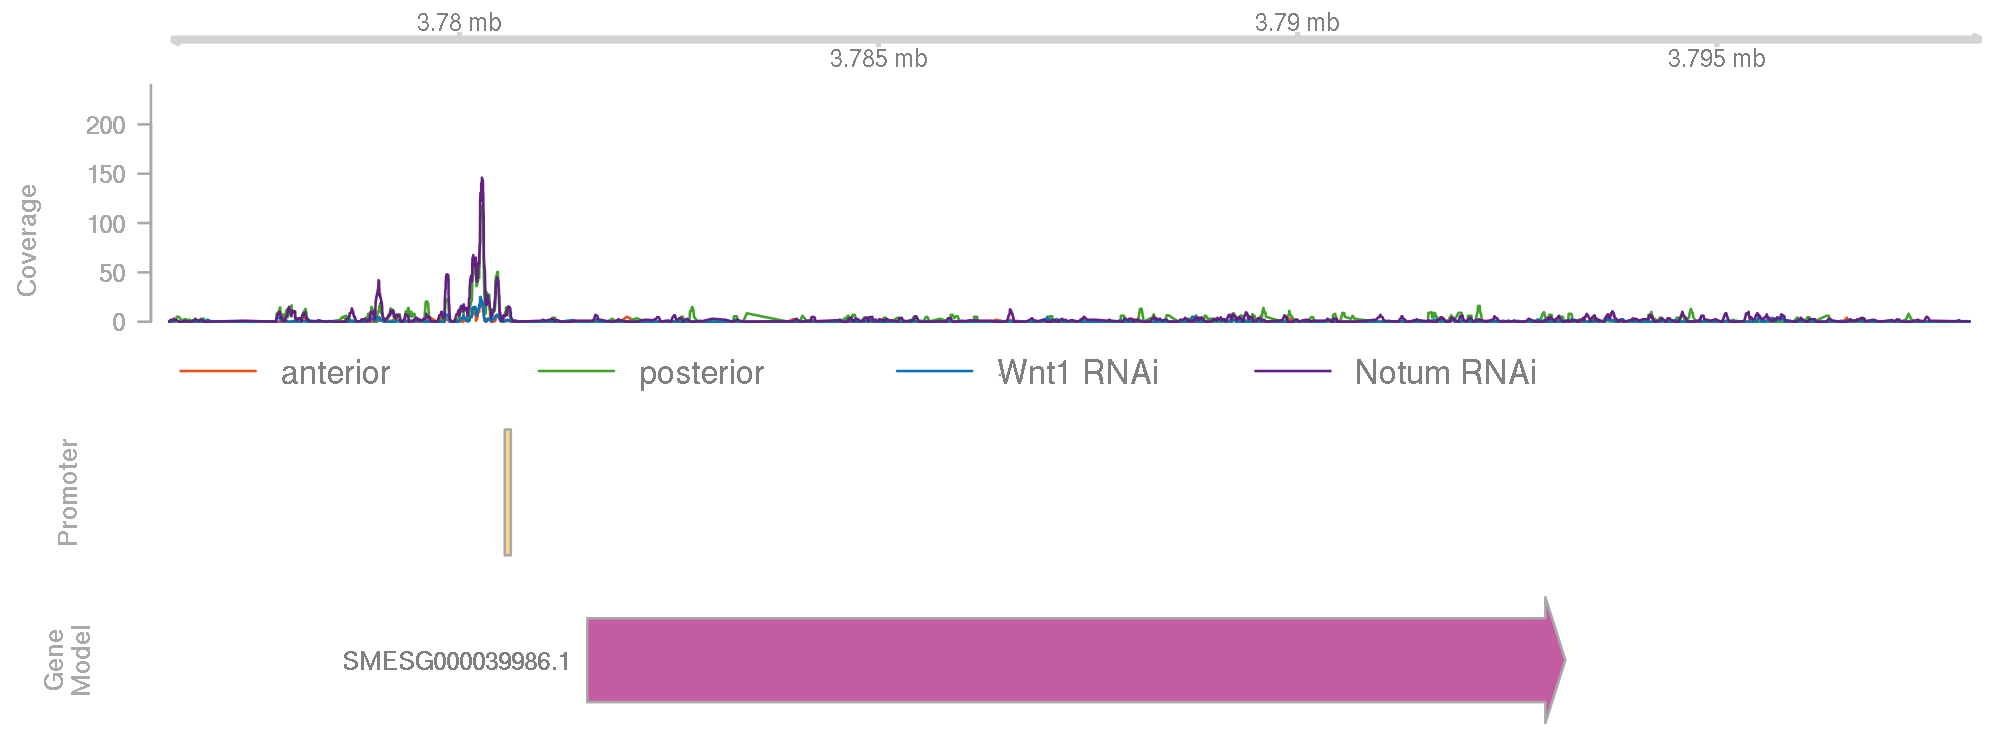 3.78 mb
3.79 mb
3.785 mb
3.795 mb
Coverage
200
150
100
50
0
anterior
posterior
Wnt1 RNAi
Notum RNAi
Promoter
Gene
Model
SMESG000039986.1